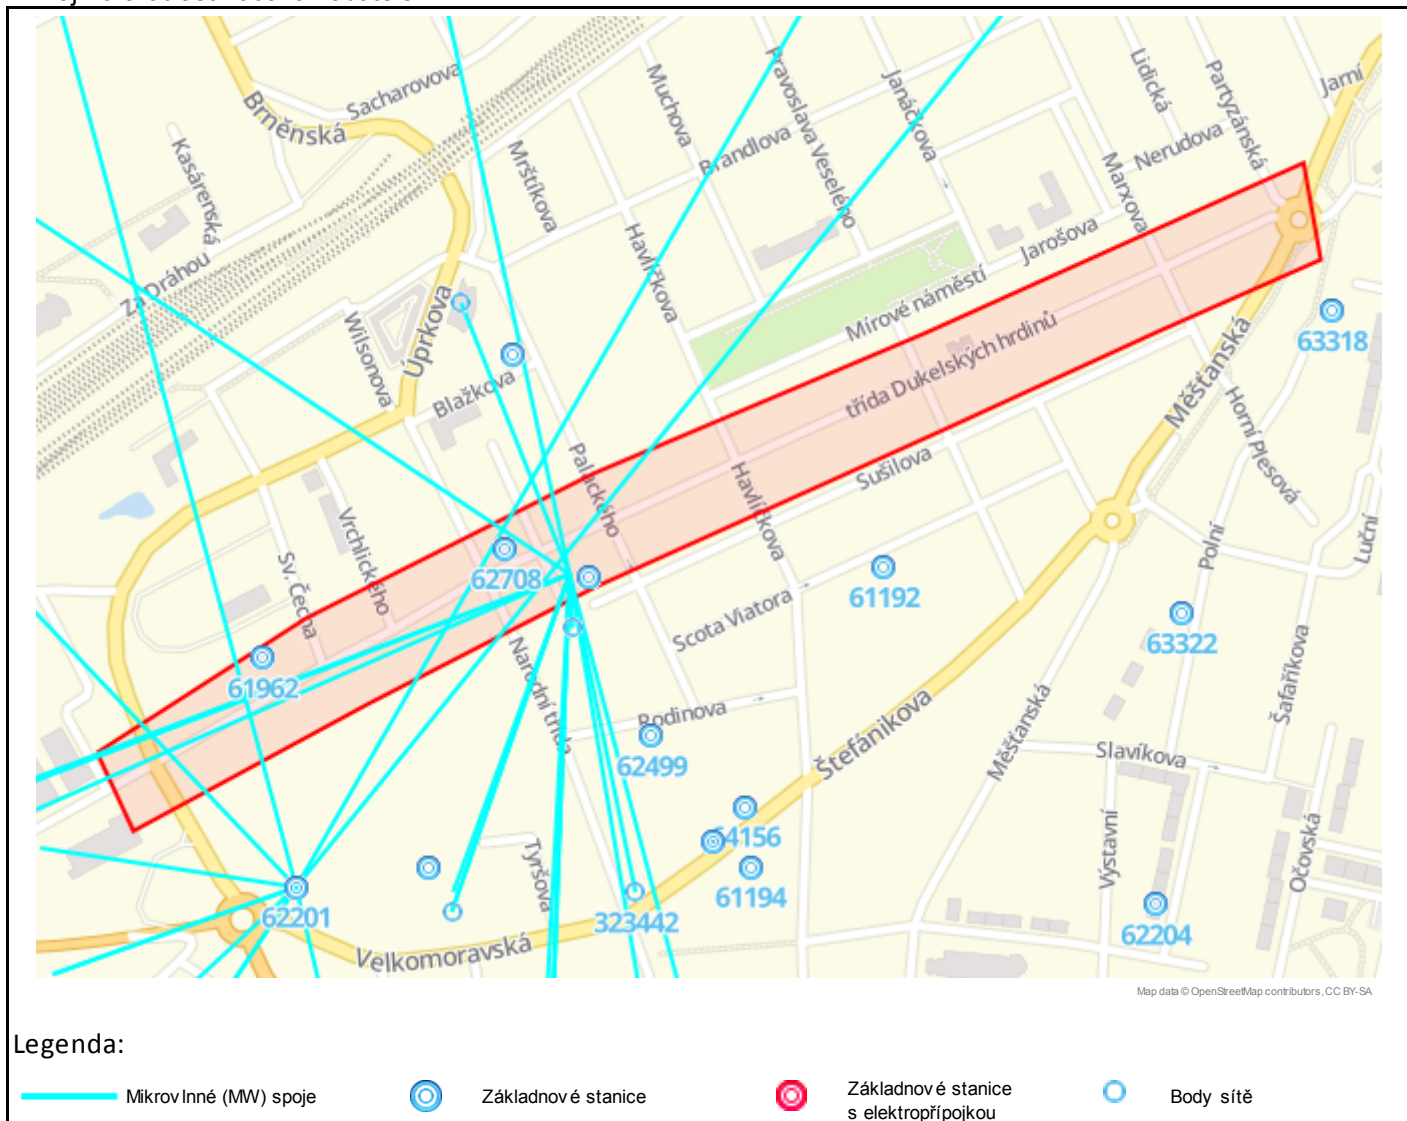 Sacharovova
Brněnská
Kasárenská
Za Dráhou
Muchova
Pravoslava Veselého
Janáčkova
Lidická
Partyzánská
Jarní
Brandlova
Nerudova
Mrštíkova
Marxova
Havlíčkova
Jarošova
Mírové náměstí
Wilsonova
Úprkova
Blažkova
třída Dukelských hrdinů
63318
Měšťanská
Horní Plesová
Palackého
Havlíčkova
Sušilova
Vrchlického
Sv. Čecha
62708
61192
Polní
Luční
Scota Viatora
63322
61962
Národní třída
Rodinova
Štefánikova
Měšťanská
Šafaříkova
62499
Slavíkova
64156
Tyršova
61194
Výstavní
Očovská
62201
323442
62204
Velkomoravská
Map data © OpenStreetMap contributors, CC BY-SA
Legenda:
Mikrovlnné (MW) spoje
Základnové stanice
Základnové stanice
s elektropřípojkou
Body sítě